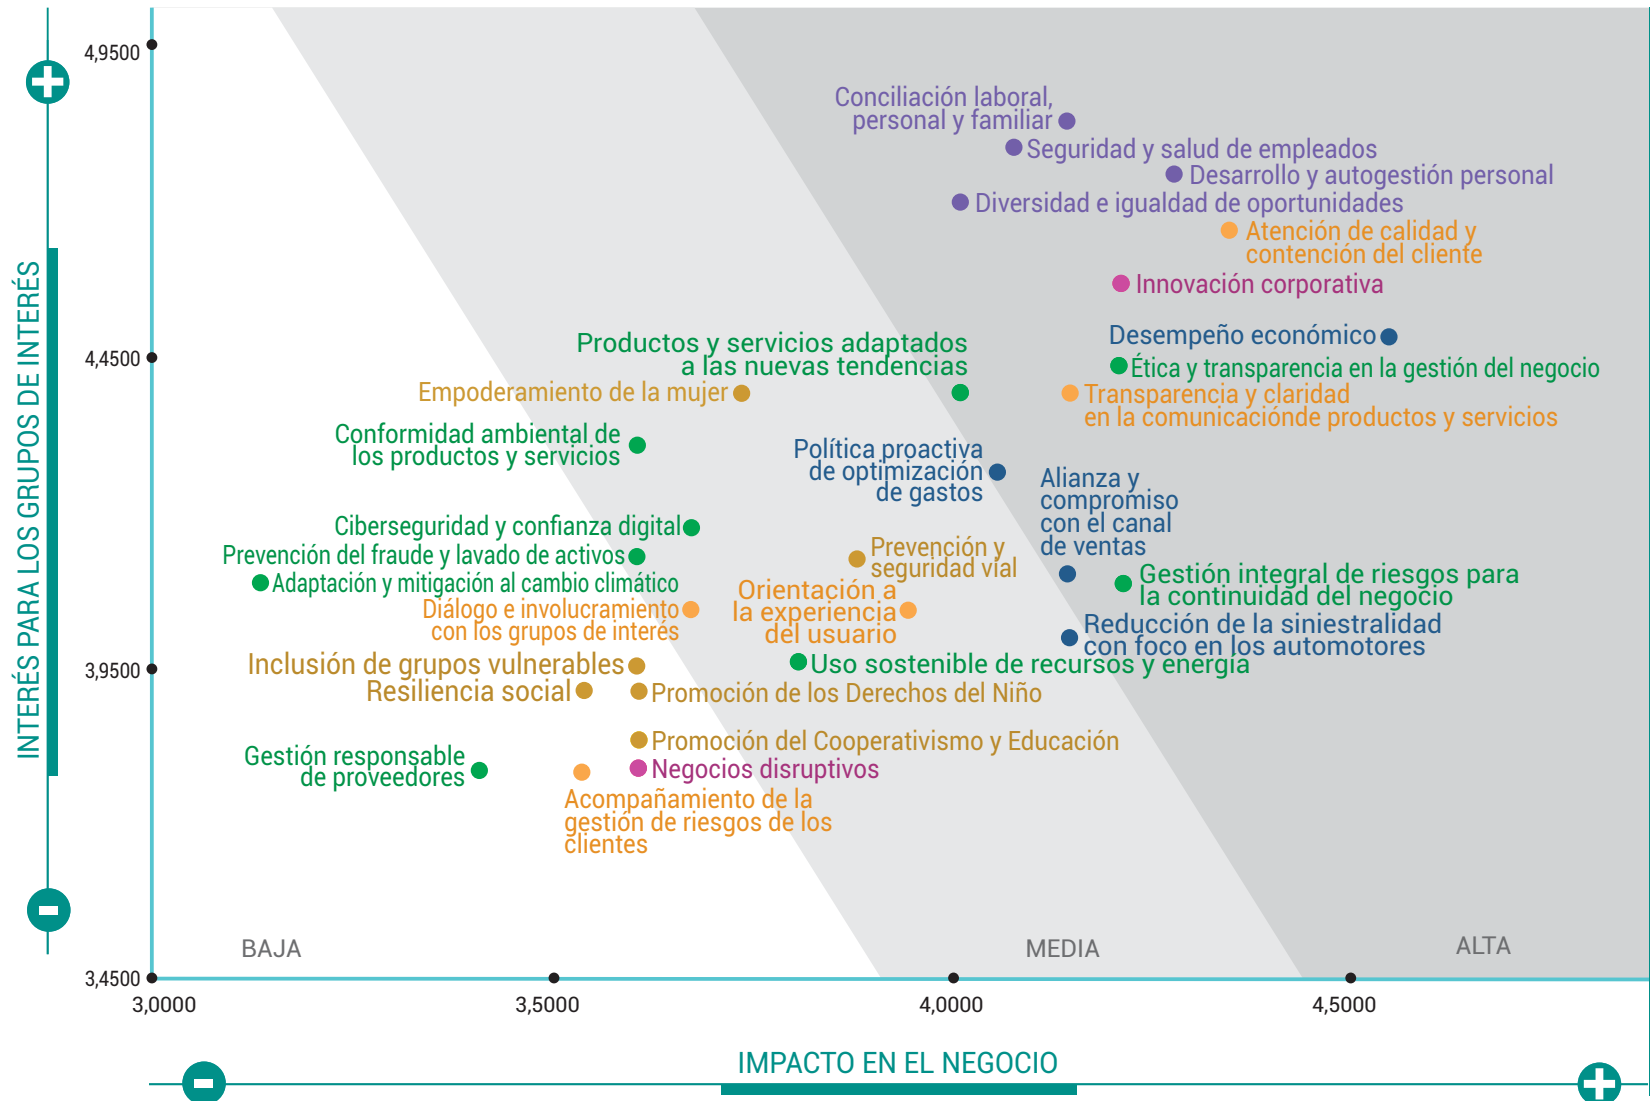 4,9500
Conciliación laboral,
personal y familiar
Seguridad y salud de empleados
Desarrollo y autogestión personal
Diversidad e igualdad de oportunidades
Atención de calidad y
contención del cliente
Innovación corporativa
INTERÉS PARA LOS GRUPOS DE INTERÉS
Desempeño económico
Productos y servicios adaptados
a las nuevas tendencias
4,4500
Ética y transparencia en la gestión del negocio
Empoderamiento de la mujer
Transparencia y claridad
en la comunicaciónde productos y servicios
Conformidad ambiental de
los productos y servicios
Política proactiva
de optimización
de gastos
Alianza y
compromiso
con el canal
de ventas
Ciberseguridad y confianza digital
Prevención del fraude y lavado de activos
Prevención y
seguridad vial
Adaptación y mitigación al cambio climático
Gestión integral de riesgos para
la continuidad del negocio
Orientación a
la experiencia
del usuario
Diálogo e involucramiento
con los grupos de interés
Reducción de la siniestralidad
con foco en los automotores
Inclusión de grupos vulnerables
Uso sostenible de recursos y energía
3,9500
Resiliencia social
Promoción de los Derechos del Niño
Promoción del Cooperativismo y Educación
Gestión responsable
de proveedores
Negocios disruptivos
Acompañamiento de la
gestión de riesgos de los
clientes
BAJA
MEDIA
ALTA
3,4500
3,0000
3,5000
4,0000
4,5000
IMPACTO EN EL NEGOCIO